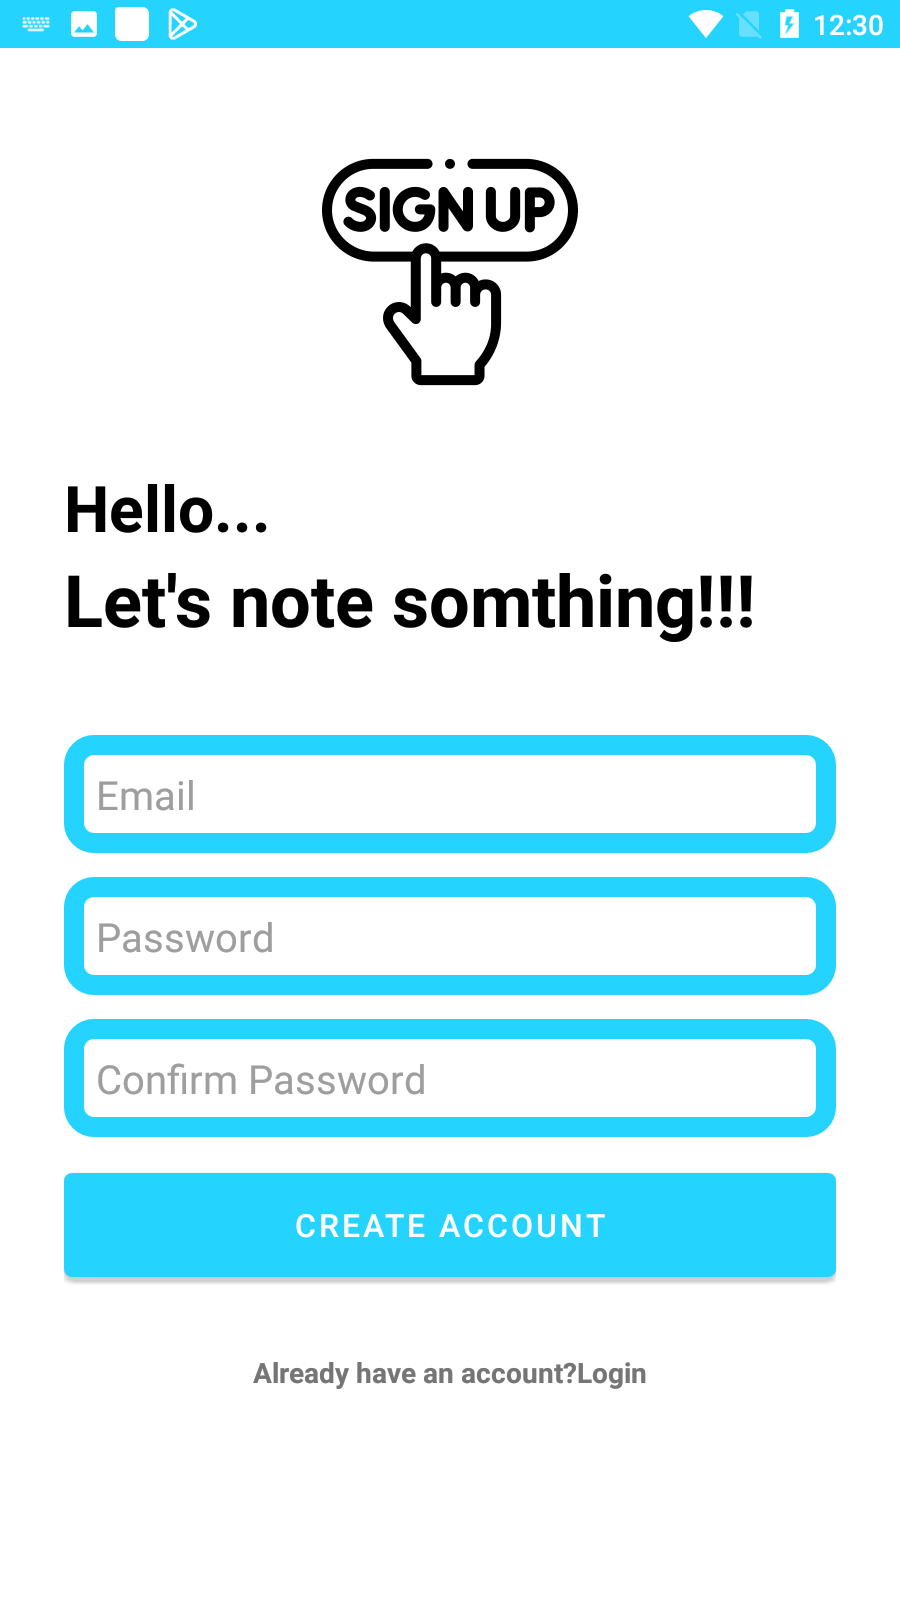 12:30
SIGN UP
Hello...
Let's note somthing!!!
Email
Password
Confirm Password
CREATE ACCOUNT
Already have an account?Login